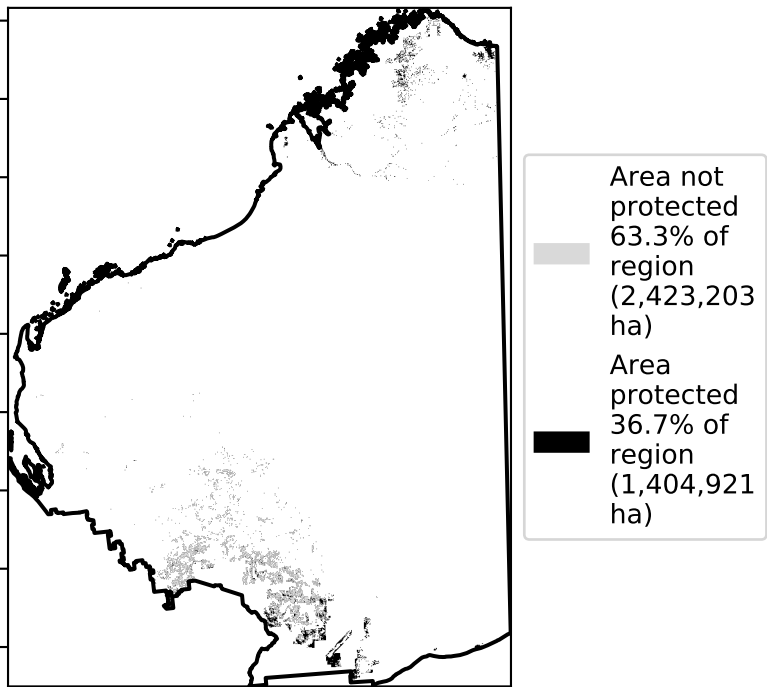 Area not
protected
63.3% of
region
(2,423,203
ha)
Area
protected
36.7% of
region
(1,404,921
ha)